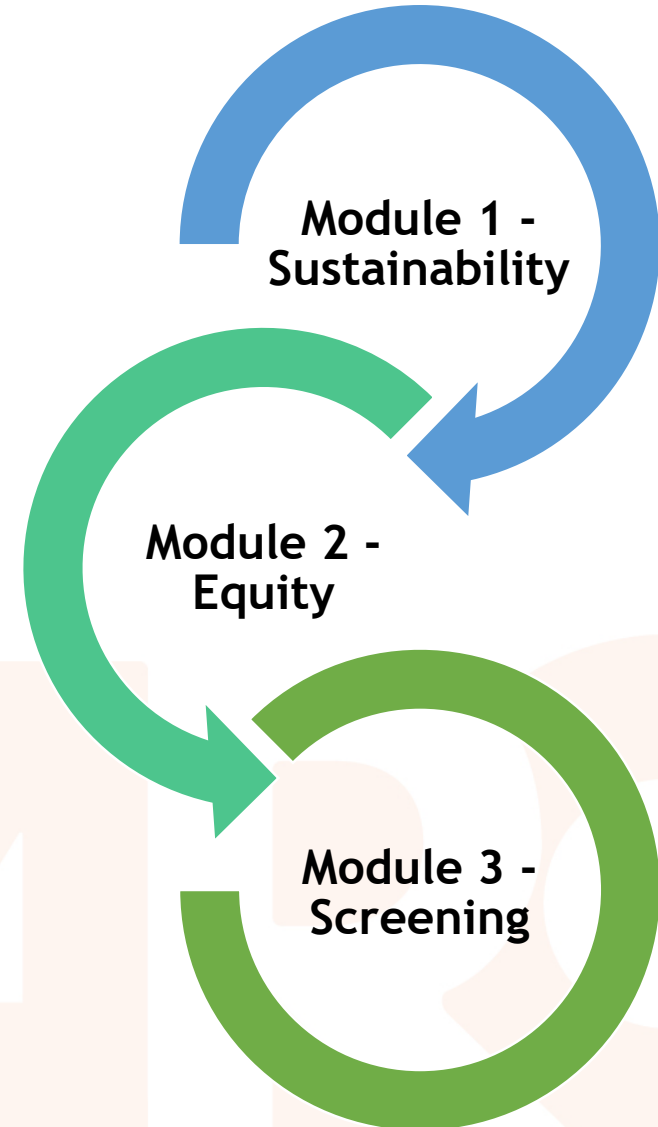 Module 1 -
Sustainability
Module 2 -
Equity
Module 3 -
Screening